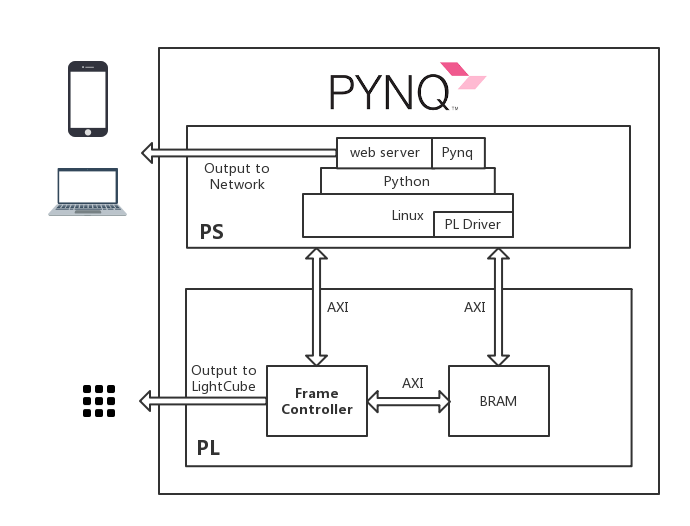 PYNQ™
web server
Pynq
Output to
Network
Python
Linux
PL Driver
PS
AXI
AXI
Output to
LightCube
Frame
Controller
AXI
BRAM
PL